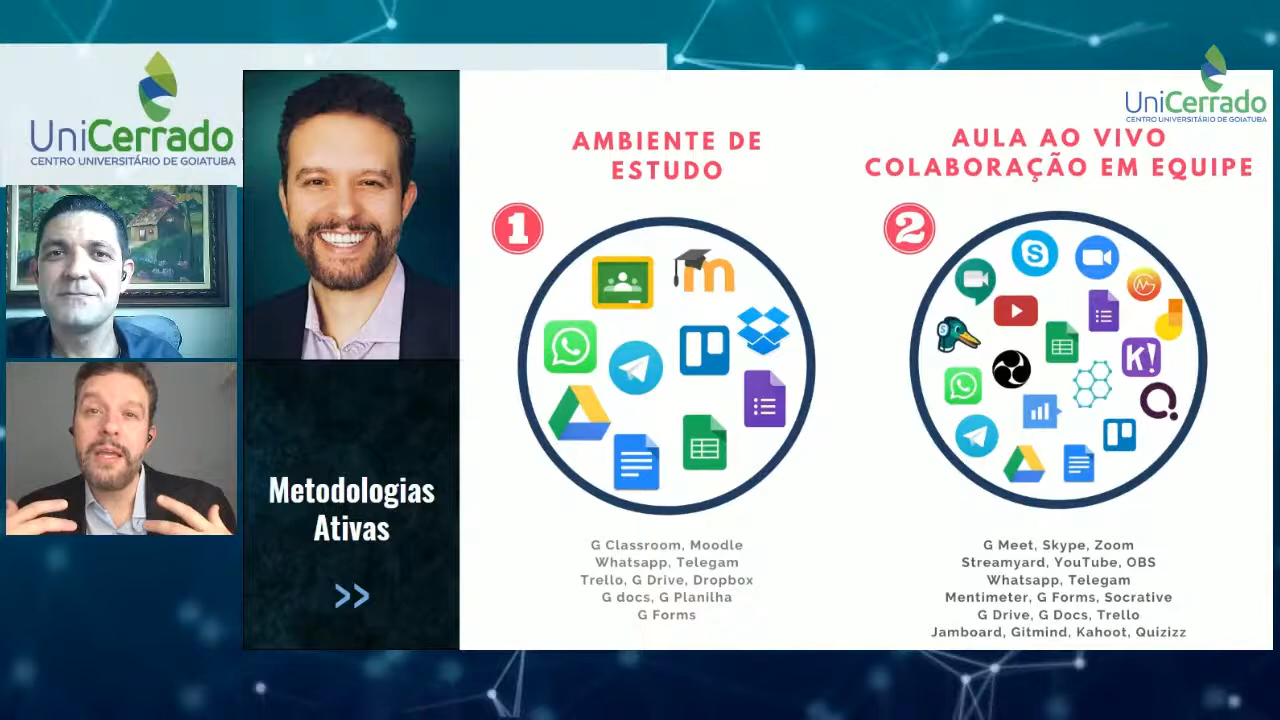 UniCerrado
CENTRO UNIVERSITÁRIO DE GOIATUBA
Metodologias
Ativas
>>
AMBIENTE DE
ESTUDO
1
G Classroom, Moodle
Whatsapp, Telegam
Trello, G Drive, Dropbox
G docs, G Planilha
G Forms
UniCerrado
CENTRO UNIVERSITÁRIO DE GOIATUBA
AULA AO VIVO
COLABORAÇÃO EM EQUIPE
2
K!
G Meet, Skype, Zoom
Streamyard, YouTube, OBS
Whatsapp, Telegam
Mentimeter, G Forms, Socrative
G Drive, G Docs, Trello
Jamboard, Gitmind, Kahoot, Quizizz